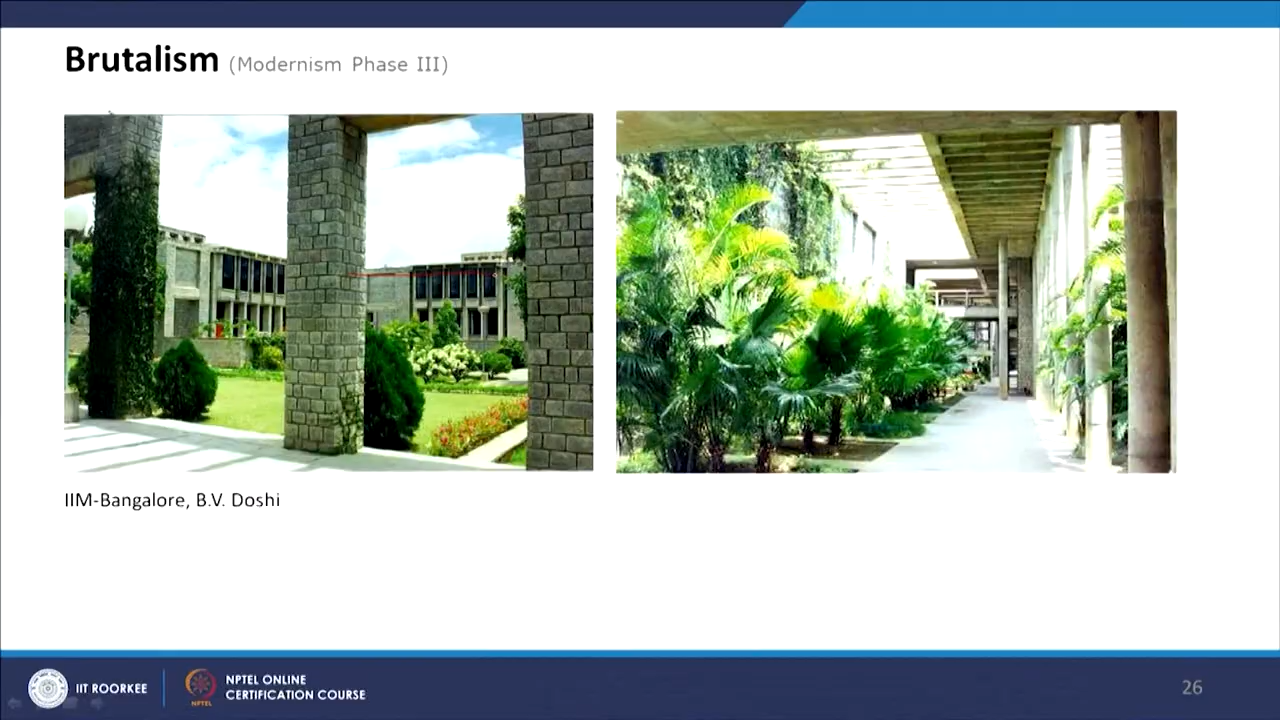 Brutalism (Modernism Phase III)
IIM-Bangalore, B.V. Doshi
IIT ROORKEE
NPTEL
NPTEL ONLINE
CERTIFICATION COURSE
26